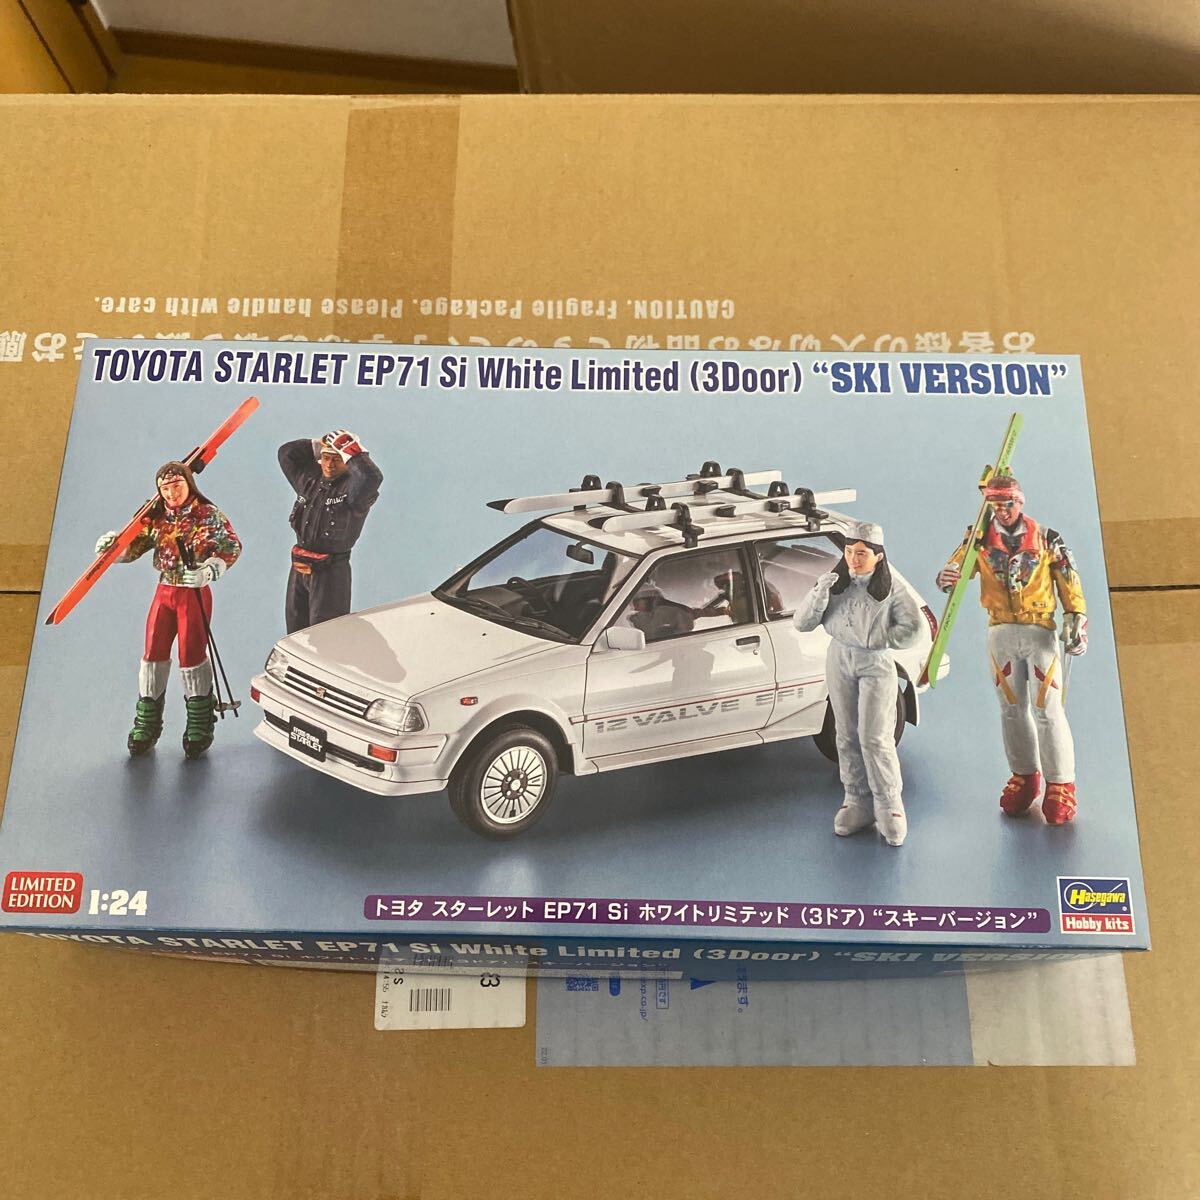 CAUTION. Fragile Package. Please handle with care.
TOYOTA STARLET EP71 Si White Limited (3Door) “SKI VERSION”
12 VALVE EFI
STARLET
LIMITED
EDITION
1:24
トヨタ スターレット EP71 Si ホワイトリミテッド (3ドア) “スキーバージョン”
Hasegawa
Hobby kits
TOYOTA STARLET EP71 Si White Limited (3Door) “SKI VERSION